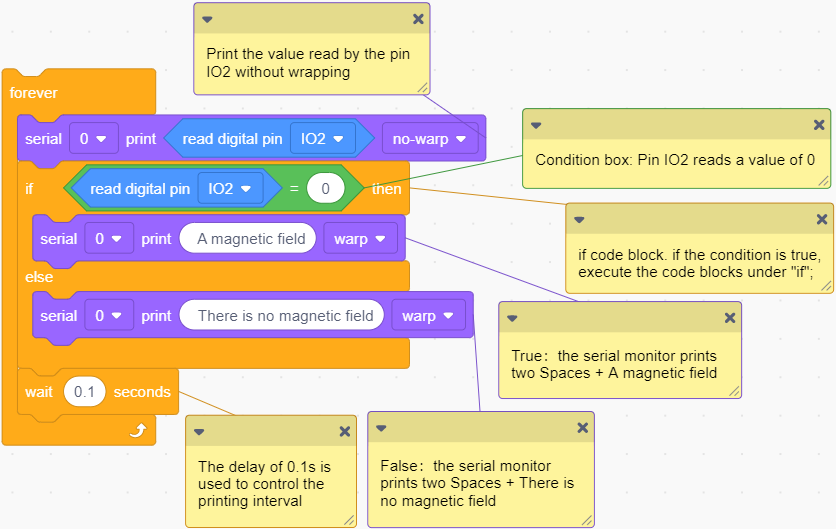 Print the value read by the pin
IO2 without wrapping
forever
serial 0 print read digital pin IO2 no-warp
Condition box: Pin IO2 reads a value of 0
if read digital pin IO2 = 0 then
serial 0 print A magnetic field warp
if code block. if the condition is true,
execute the code blocks under "if";
else
serial 0 print There is no magnetic field warp
True：the serial monitor prints
two Spaces + A magnetic field
wait 0.1 seconds
The delay of 0.1s is
used to control the
printing interval
False：the serial monitor
prints two Spaces + There is
no magnetic field